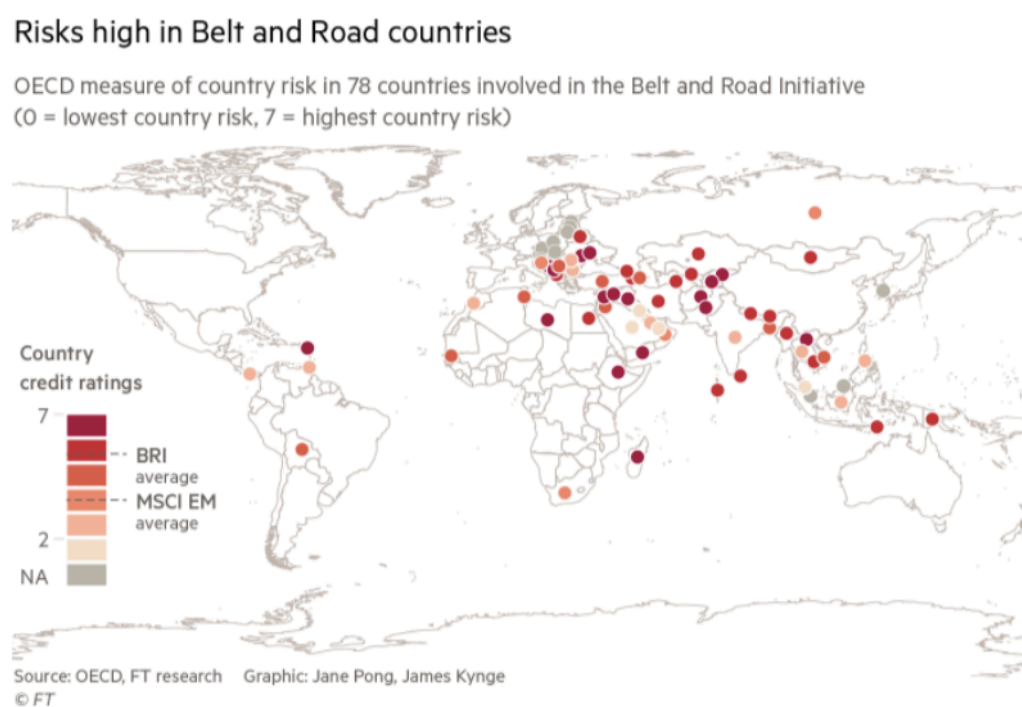 Risks high in Belt and Road countries
OECD measure of country risk in 78 countries involved in the Belt and Road Initiative
(0 = lowest country risk, 7 = highest country risk)
Country
credit ratings
7
BRI
average
MSCI EM
average
2
NA
Source: OECD, FT research Graphic: Jane Pong, James Kynge
© FT